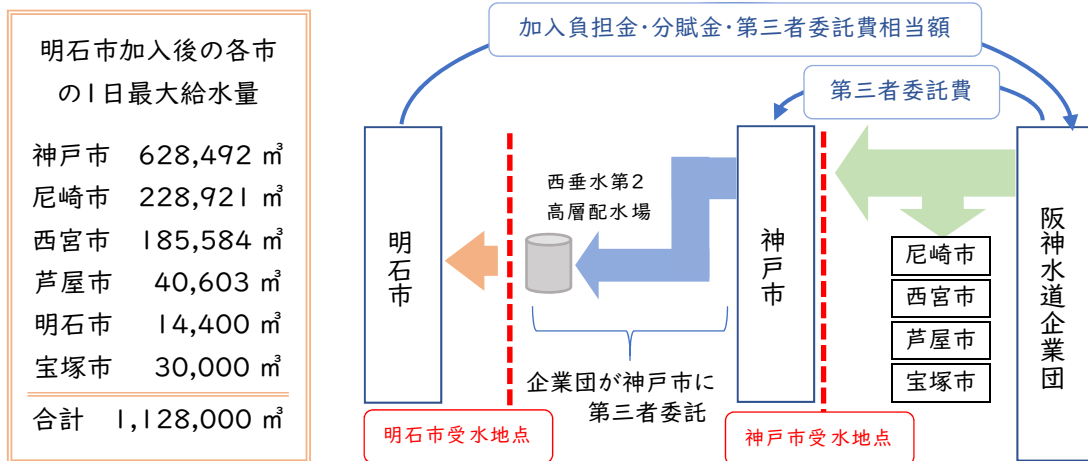 明石市加入後の各市
の1日最大給水量
神戸市 628,492 ㎥
尼崎市 228,921 ㎥
西宮市 185,584 ㎥
芦屋市 40,603 ㎥
明石市 14,400 ㎥
宝塚市 30,000 ㎥
合計 1,128,000 ㎥
加入負担金・分賦金・第三者委託費相当額
第三者委託費
明石市
西垂水第2
高層配水場
神戸市
尼崎市
西宮市
芦屋市
宝塚市
阪神水道企業団
企業団が神戸市に
第三者委託
明石市受水地点
神戸市受水地点